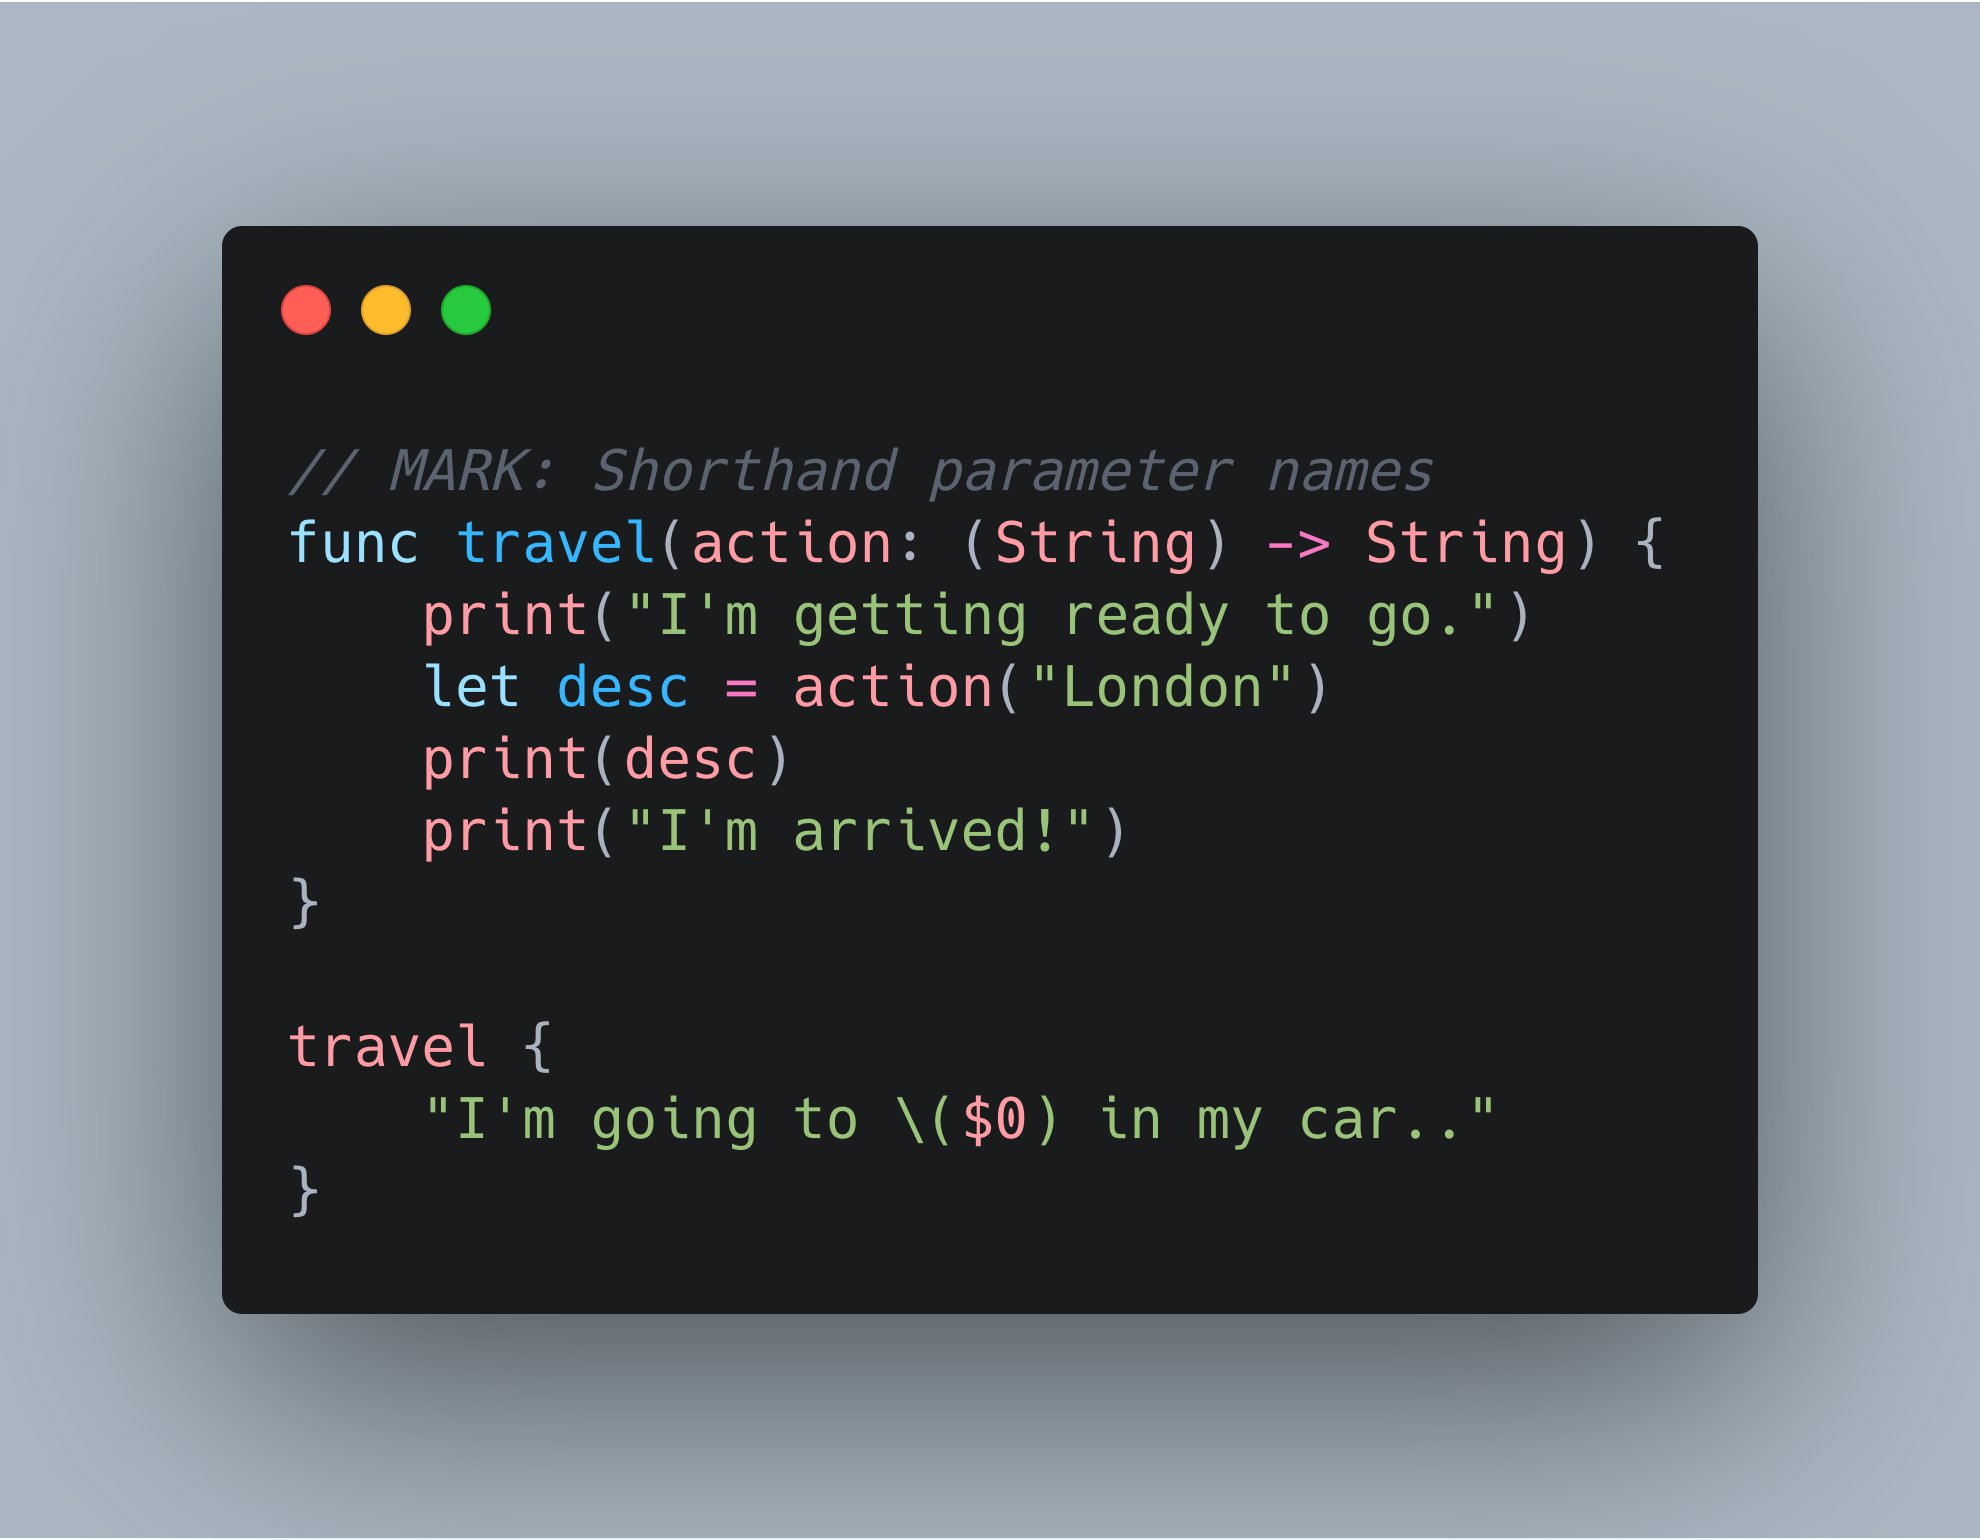 // MARK: Shorthand parameter names
func travel(action: (String) -> String) {
    print("I'm getting ready to go.")
    let desc = action("London")
    print(desc)
    print("I'm arrived!")
}

travel {
    "I'm going to \($0) in my car.."
}